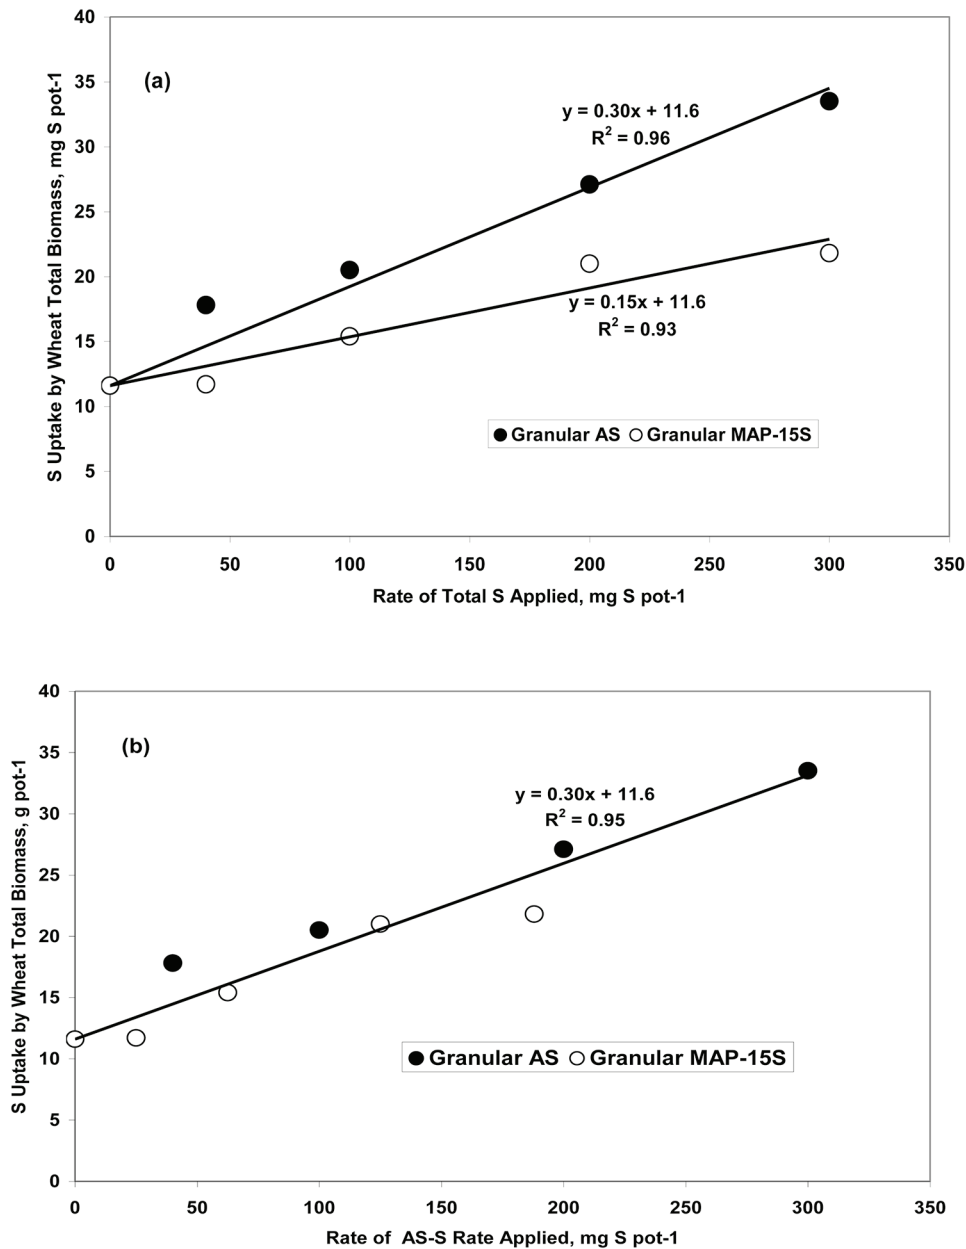 (a)
S Uptake by Wheat Total Biomass, mg S pot-1
40
35
30
25
20
15
10
5
0
y = 0.30x + 11.6
R² = 0.96
y = 0.15x + 11.6
R² = 0.93
Granular AS Granular MAP-15S
0 50 100 150 200 250 300 350
Rate of Total S Applied, mg S pot-1
(b)
S Uptake by Wheat Total Biomass, g pot-1
40
35
30
25
20
15
10
5
0
y = 0.30x + 11.6
R² = 0.95
Granular AS Granular MAP-15S
0 50 100 150 200 250 300 350
Rate of AS-S Rate Applied, mg S pot-1